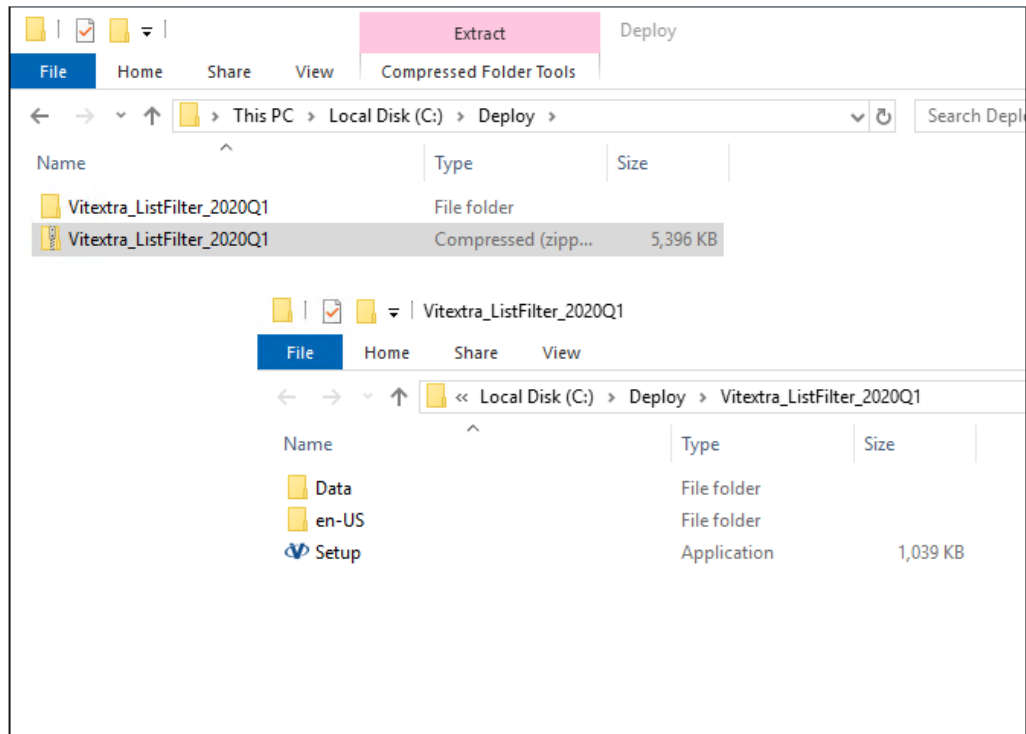 Extract Deploy
File Home Share View Compressed Folder Tools
This PC Local Disk (C:) Deploy Search Deplo
Name Type Size
Vitextra_ListFilter_2020Q1 File folder
Vitextra_ListFilter_2020Q1 Compressed (zipp... 5,396 KB
Vitextra_ListFilter_2020Q1
File Home Share View
« Local Disk (C:) Deploy Vitextra_ListFilter_2020Q1
Name Type Size
Data File folder
en-US File folder
Setup Application 1,039 KB